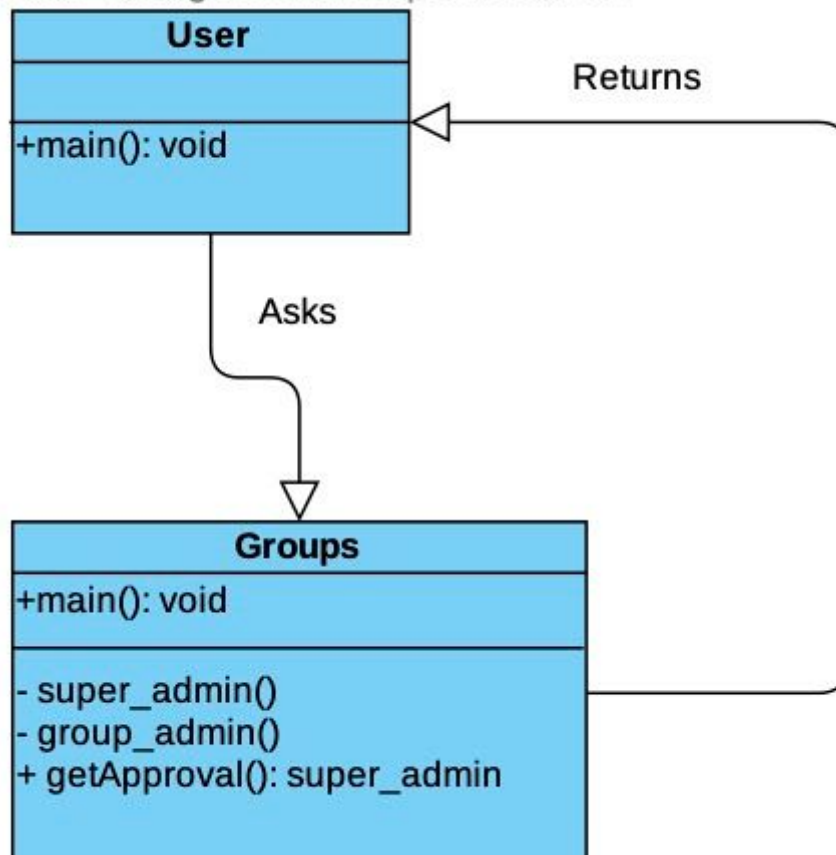 User
Returns
+main(): void
Asks
Groups
+main(): void
- super_admin()
- group_admin()
+ getApproval(): super_admin